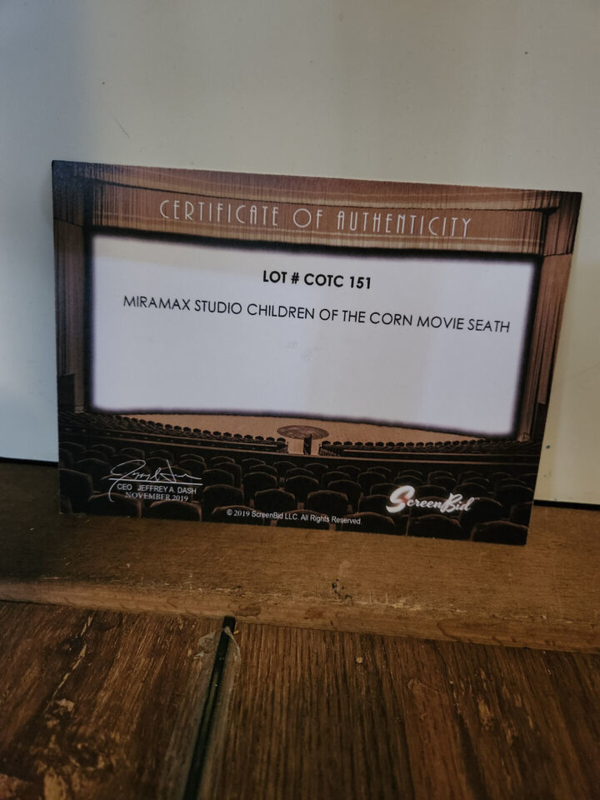 CERTIFICATE OF AUTHENTICITY
LOT # COTC 151
MIRAMAX STUDIO CHILDREN OF THE CORN MOVIE SEATH
CEO JEFFREY A. DASH
NOVEMBER 2019
© 2019 ScreenBid LLC. All Rights Reserved.
ScreenBid